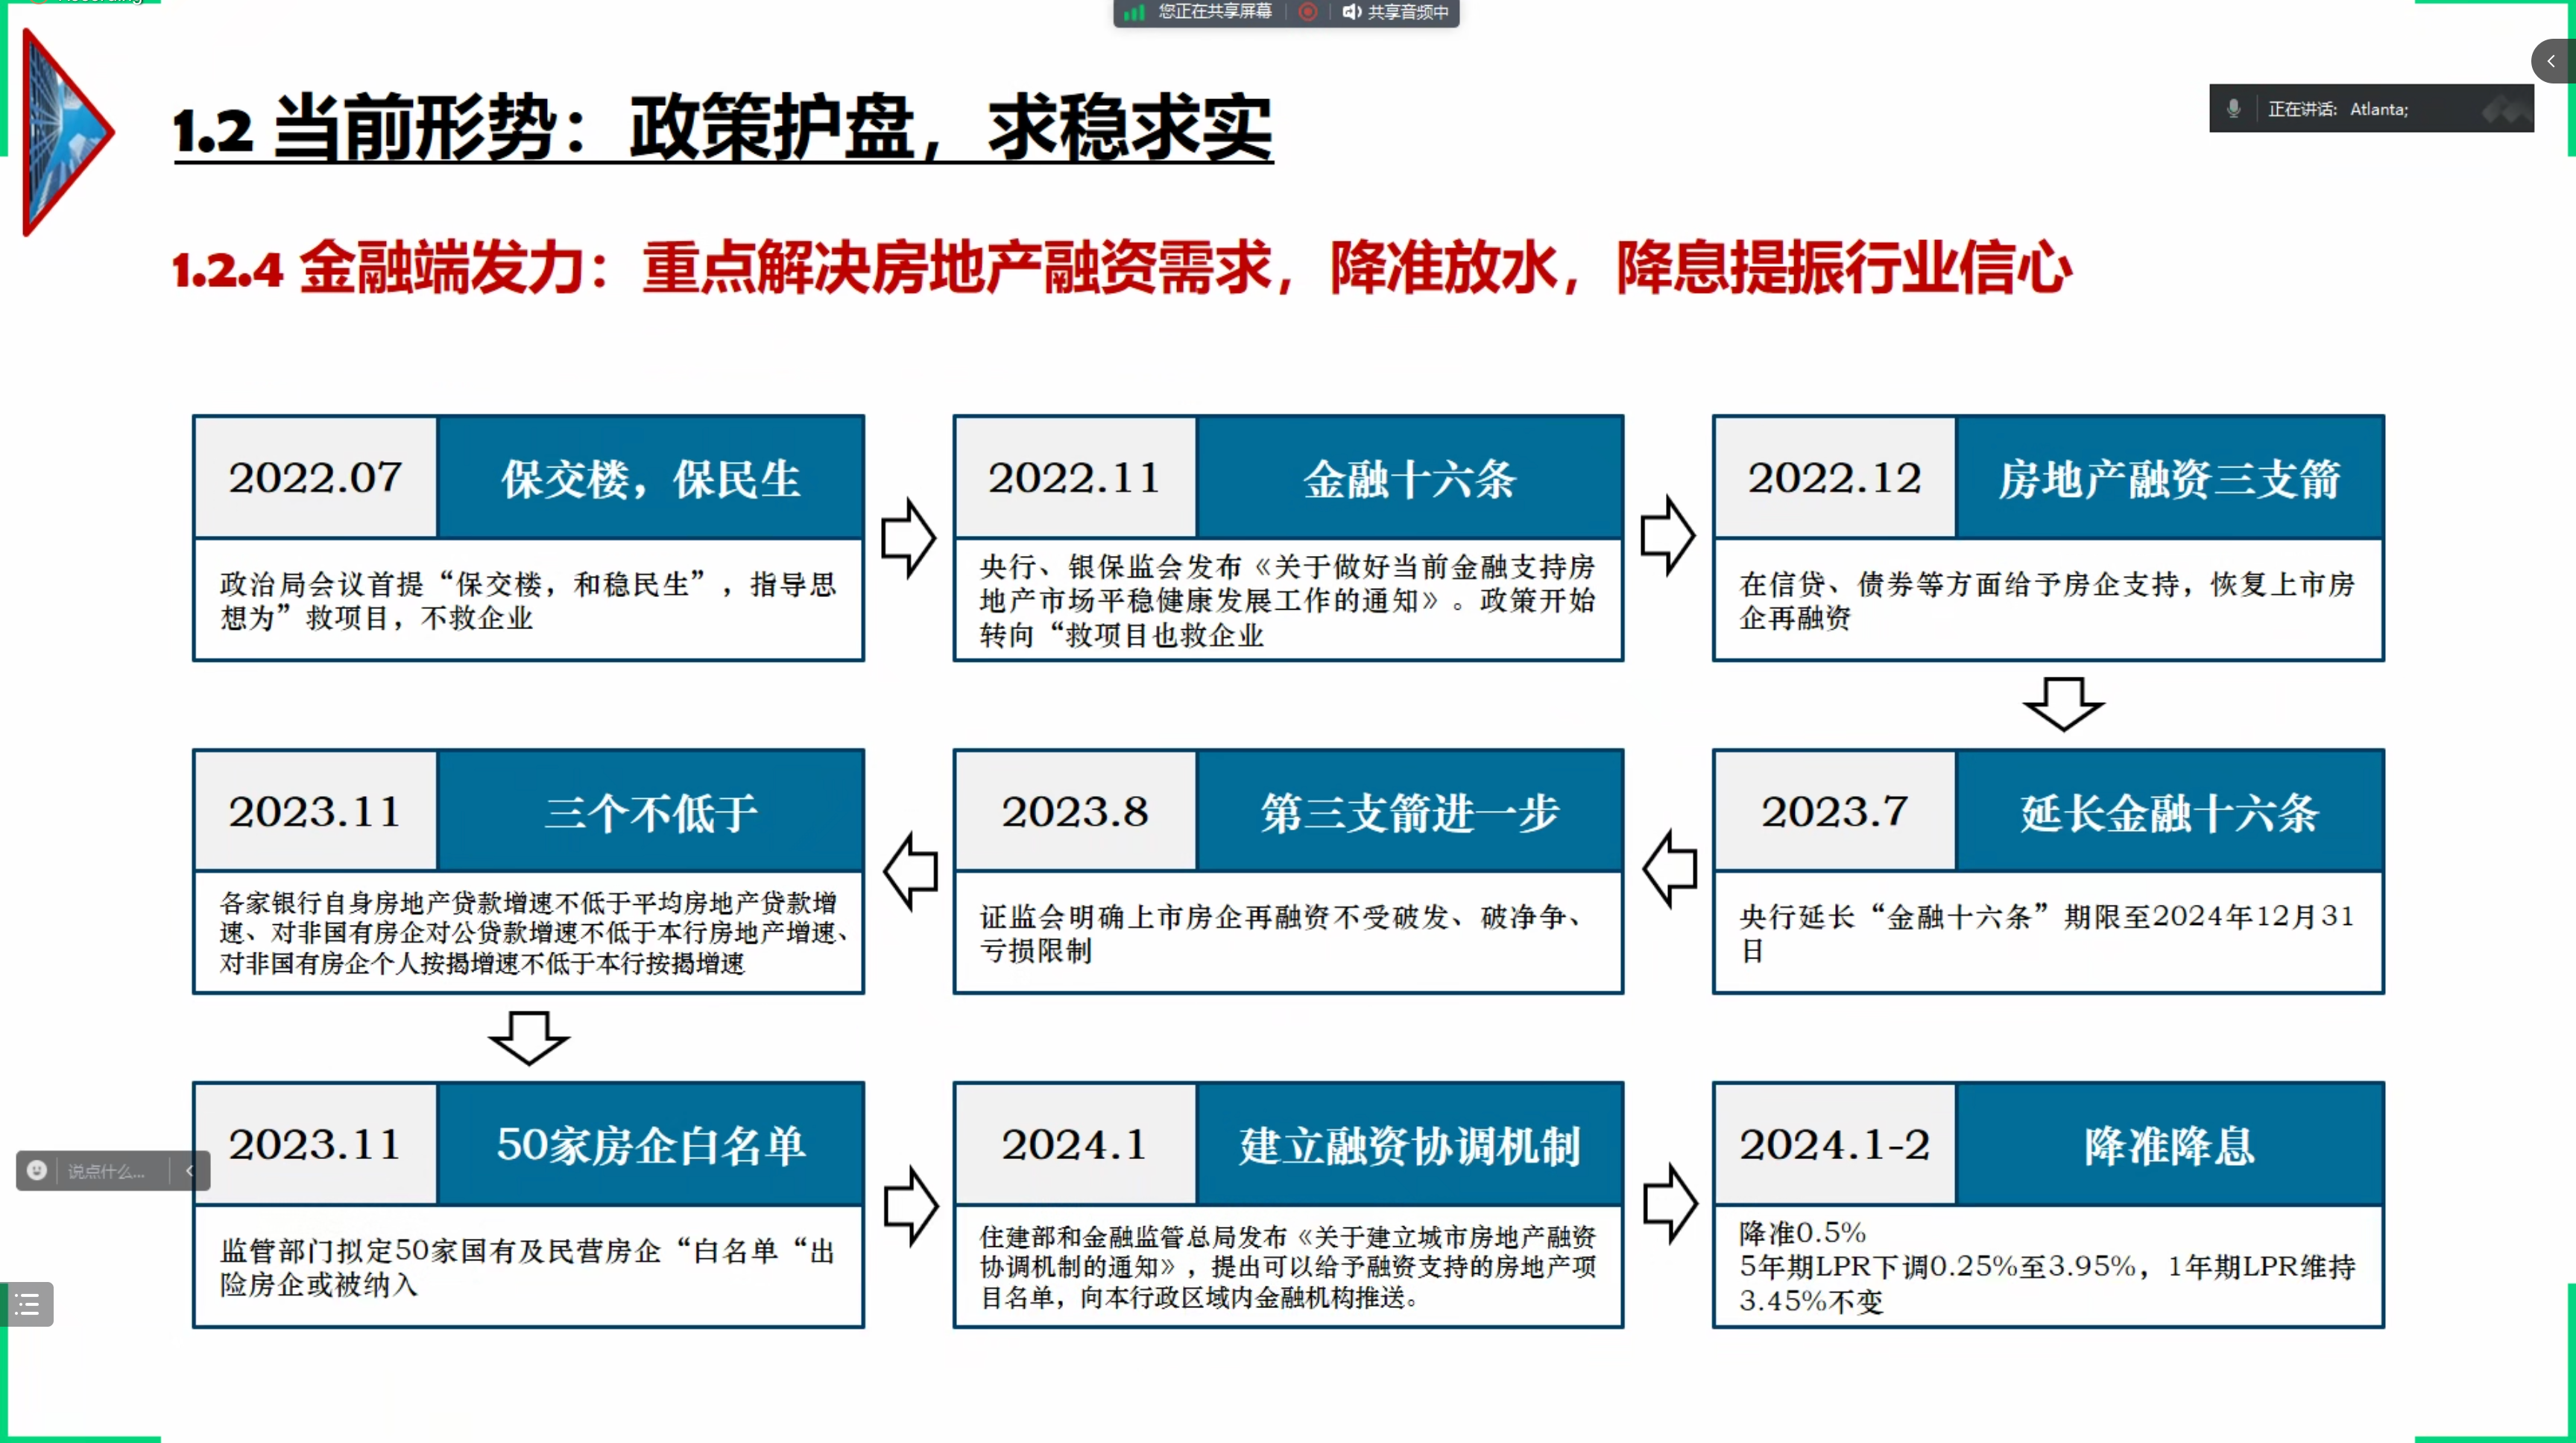 Recording
您正在共享屏幕
共享音频中
正在讲话: Atlanta;
1.2 当前形势：政策护盘，求稳求实
1.2.4 金融端发力：重点解决房地产融资需求，降准放水，降息提振行业信心
2022.07
保交楼，保民生
政治局会议首提“保交楼，和稳民生”，指导思
想为”救项目，不救企业
2022.11
金融十六条
央行、银保监会发布《关于做好当前金融支持房
地产市场平稳健康发展工作的通知》。政策开始
转向“救项目也救企业
2022.12
房地产融资三支箭
在信贷、债券等方面给予房企支持，恢复上市房
企再融资
2023.7
延长金融十六条
央行延长“金融十六条”期限至2024年12月31
日
2023.8
第三支箭进一步
证监会明确上市房企再融资不受破发、破净争、
亏损限制
2023.11
三个不低于
各家银行自身房地产贷款增速不低于平均房地产贷款增
速、对非国有房企对公贷款增速不低于本行房地产增速、
对非国有房企个人按揭增速不低于本行按揭增速
2023.11
50家房企白名单
监管部门拟定50家国有及民营房企“白名单“出
险房企或被纳入
2024.1
建立融资协调机制
住建部和金融监管总局发布《关于建立城市房地产融资
协调机制的通知》，提出可以给予融资支持的房地产项
目名单，向本行政区域内金融机构推送。
2024.1-2
降准降息
降准0.5%
5年期LPR下调0.25%至3.95%，1年期LPR维持
3.45%不变
说点什么...